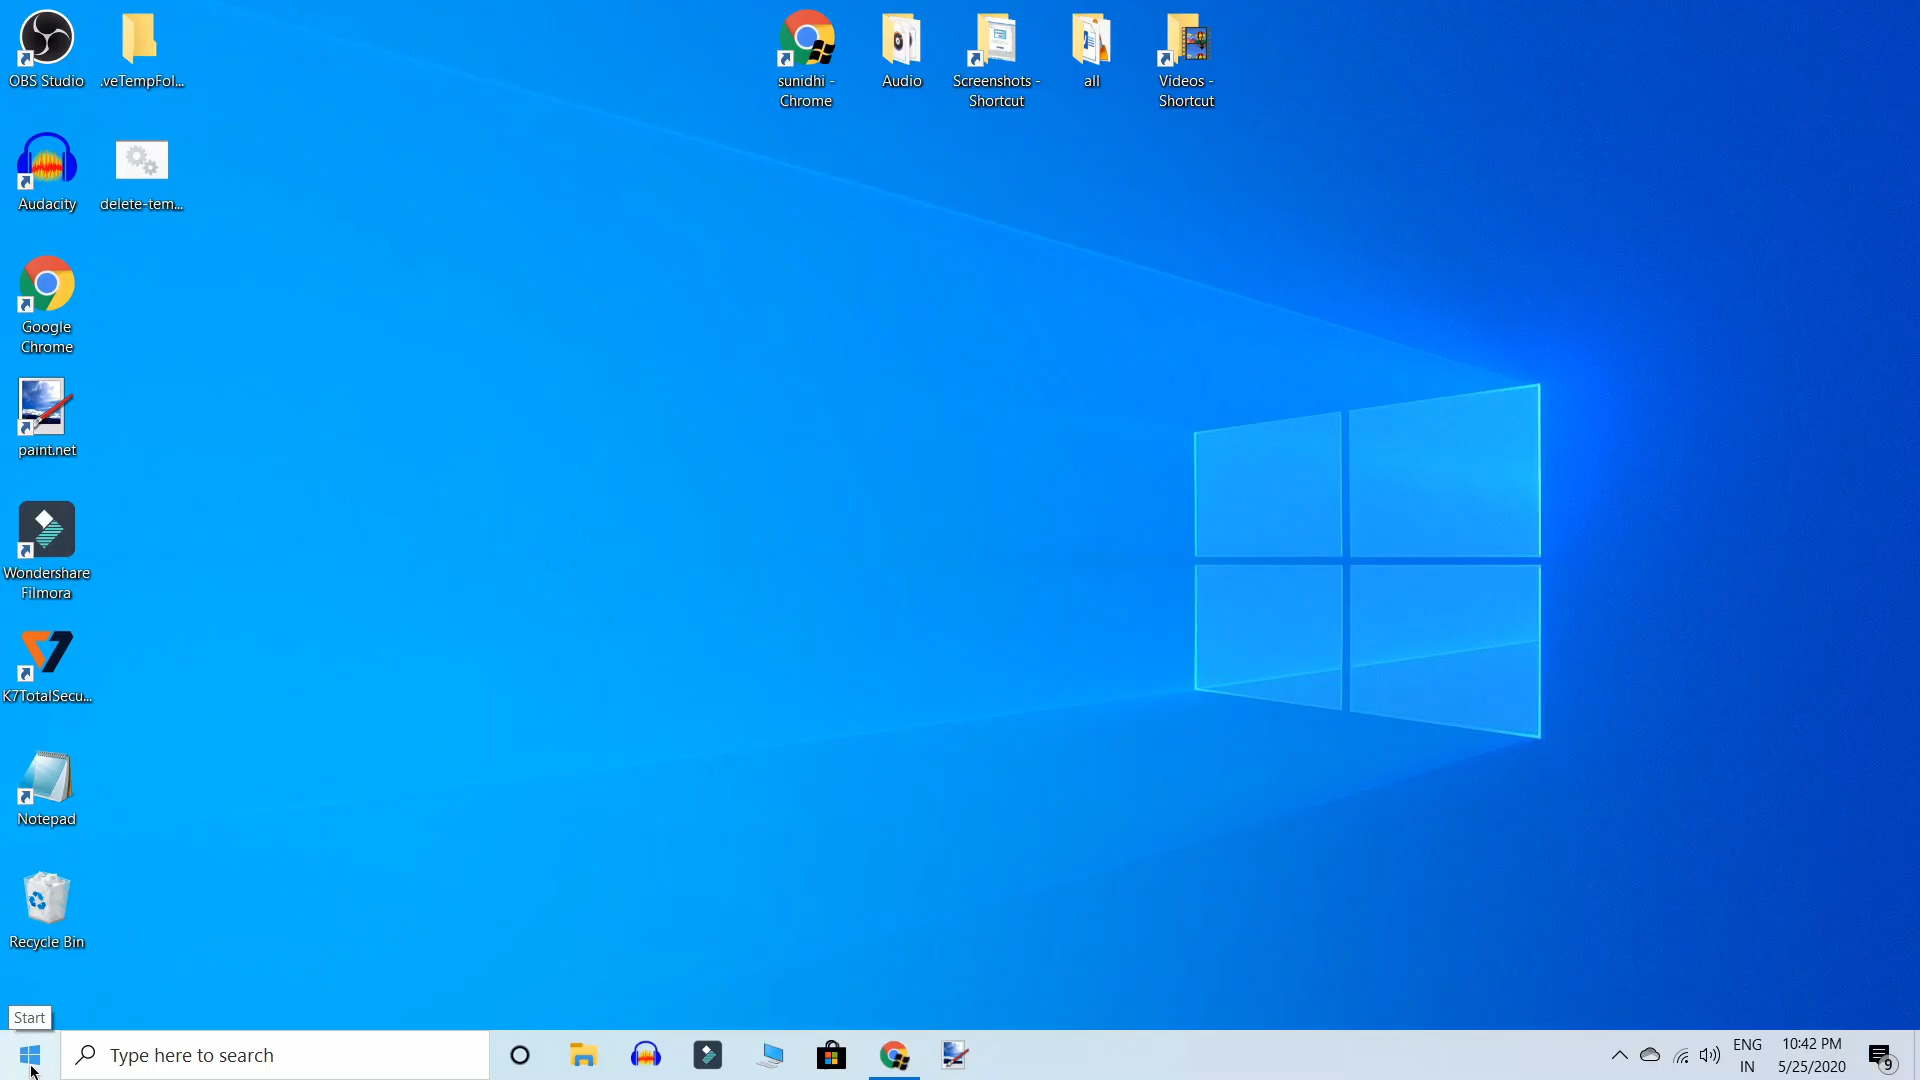 OBS Studio
.veTempFol...
sunidhi -
Chrome
Audio
Screenshots -
Shortcut
all
Videos -
Shortcut
Audacity
delete-tem...
Google
Chrome
paint.net
Wondershare
Filmora
K7TotalSecu...
Notepad
Recycle Bin
Start
Type here to search
ENG
IN
10:42 PM
5/25/2020
9